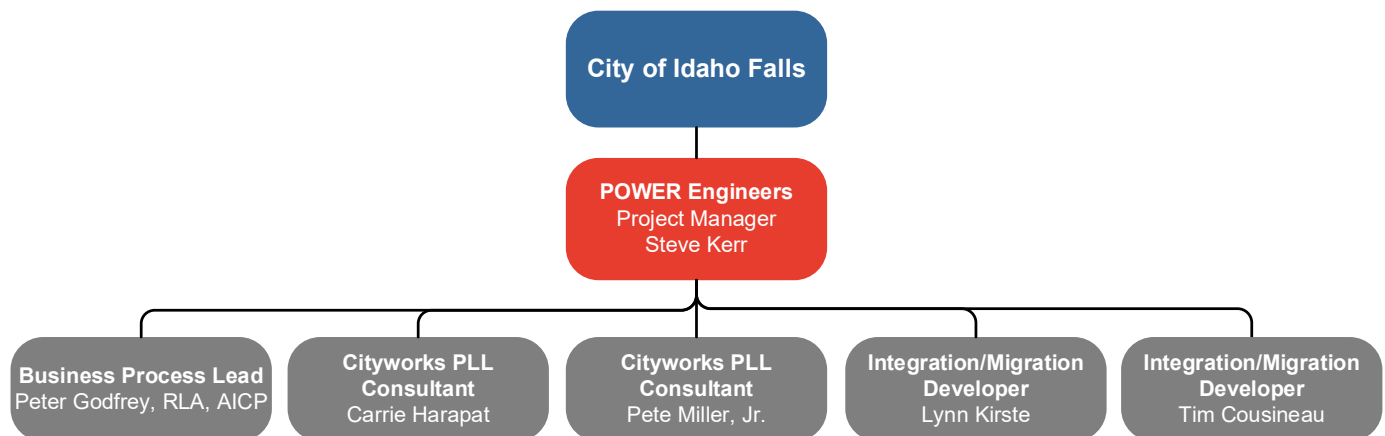 City of Idaho Falls
POWER Engineers
Project Manager
Steve Kerr
Business Process Lead
Peter Godfrey, RLA, AICP
Cityworks PLL
Consultant
Carrie Harapat
Cityworks PLL
Consultant
Pete Miller, Jr.
Integration/Migration
Developer
Lynn Kirste
Integration/Migration
Developer
Tim Cousineau